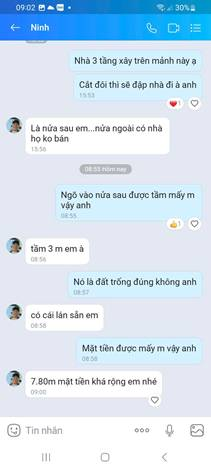 09:02
30%
Ninh
Nhà 3 tầng xây trên mảnh này ạ
Cắt đôi thì sẽ đập nhà đi à anh
15:53
1
Là nửa sau em...nửa ngoài có nhà
họ ko bán
15:56
08:55 Hôm nay
Ngõ vào nửa sau được tầm mấy m
vậy anh
08:55
1
tầm 3 m em à
08:56
Nó là đất trống đúng không anh
08:57
có cái lán sẵn em
08:58
Mặt tiền được mấy m vậy anh
08:58
7.80m mặt tiền khá rộng em nhé
09:00
Tin nhắn